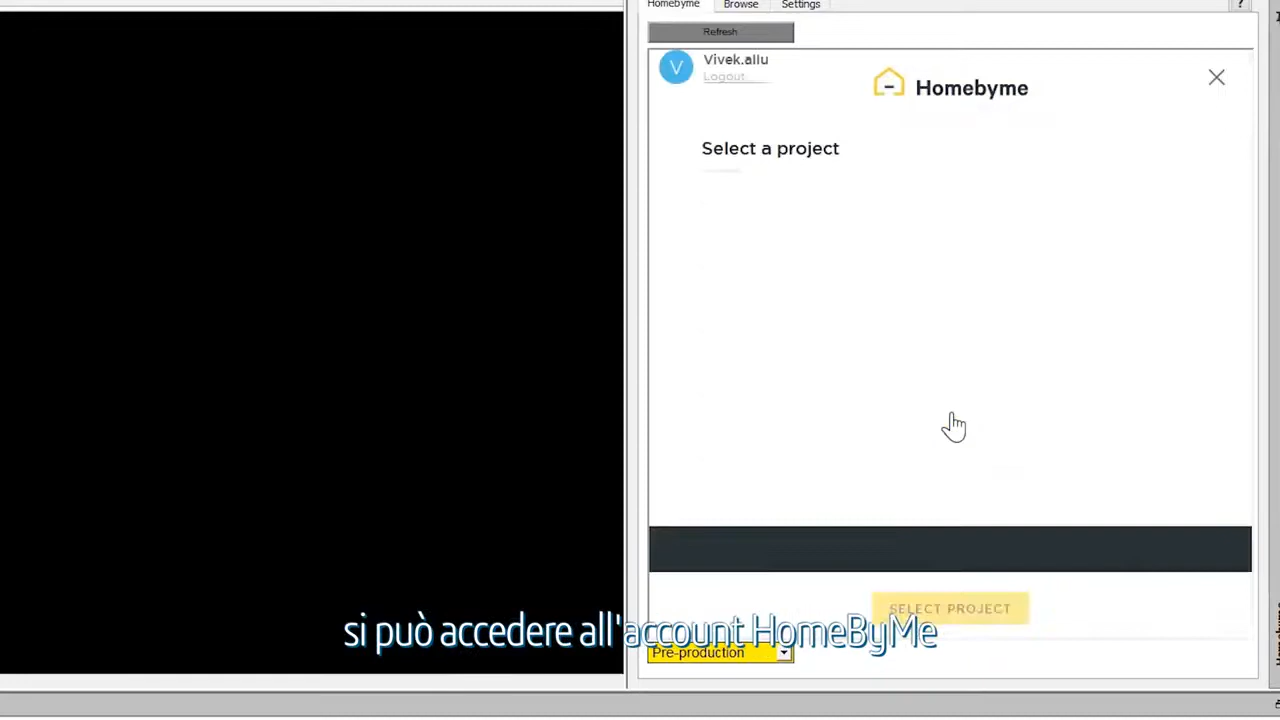 Homebyme Browse Settings ?
Refresh
V Vivek.allu
Logout
Homebyme
Select a project
SELECT PROJECT
si può accedere all'account HomeByMe
Pre-production